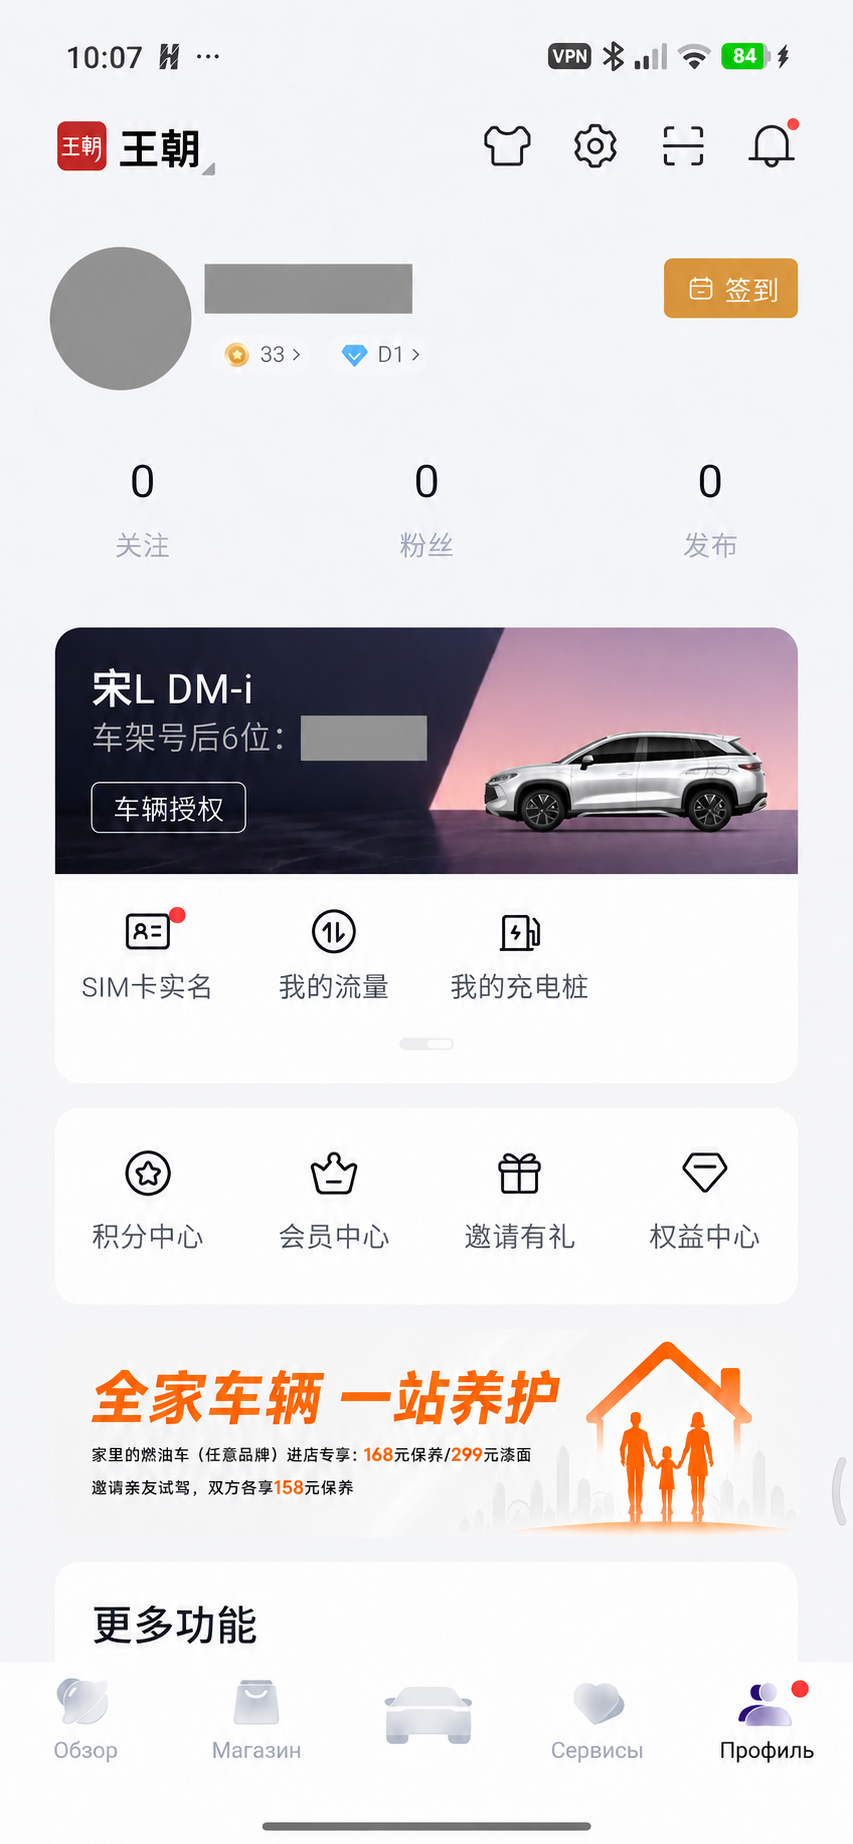 10:07 ...
VPN 84
王朝 王朝
签到
33 > D1 >
0 0 0
关注 粉丝 发布
宋L DM-i
车架号后6位：
车辆授权
SIM卡实名 我的流量 我的充电桩
积分中心 会员中心 邀请有礼 权益中心
全家车辆 一站养护
家里的燃油车（任意品牌）进店专享：168元保养/299元漆面
邀请亲友试驾，双方各享158元保养
更多功能
Обзор Магазин Сервисы Профиль